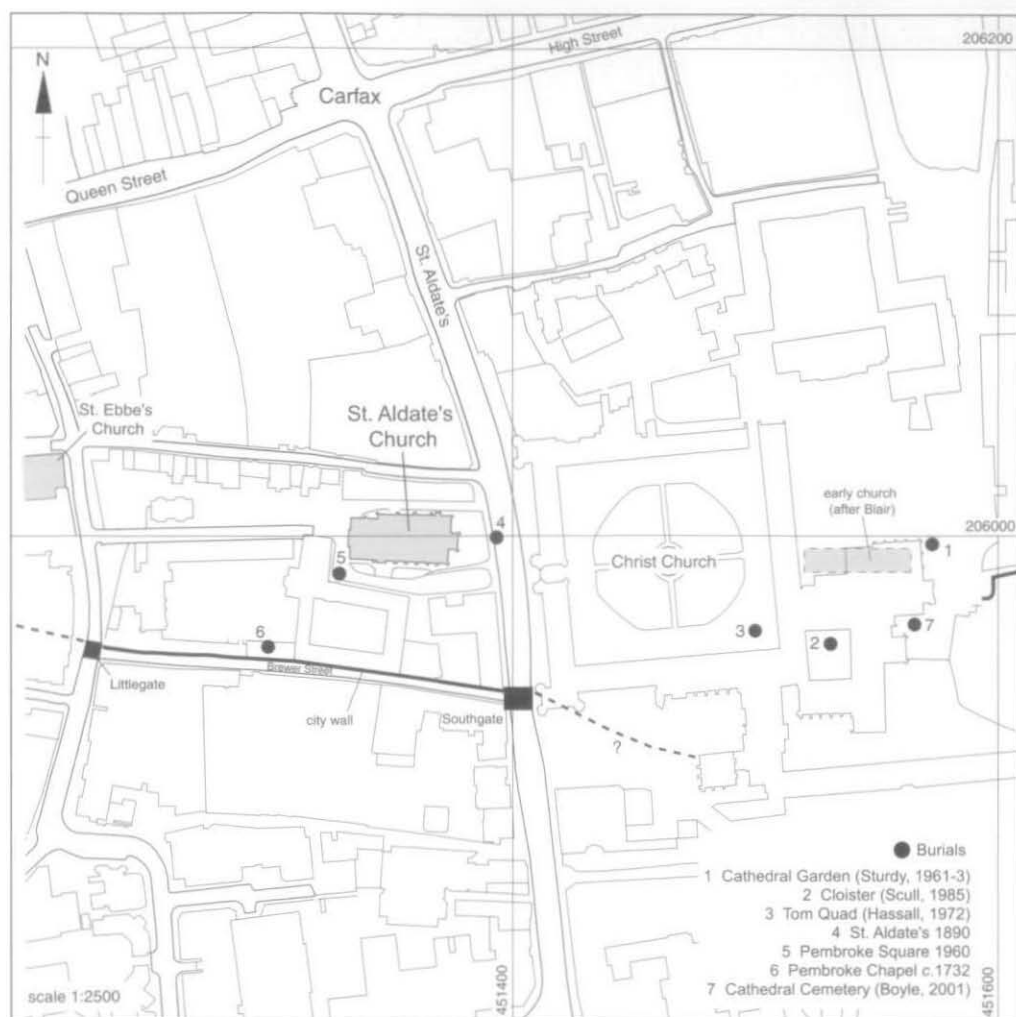 206200
High Street
N
Carfax
Queen Street
St. Aldate's
St. Ebbe's
Church
St. Aldate's
Church
early church
(after Blair)
4
206000
1
5
Christ Church
7
3
2
6
Brewer Street
Littlegate
city wall
Southgate
?
Burials
1 Cathedral Garden (Sturdy, 1961-3)
2 Cloister (Scull, 1985)
3 Tom Quad (Hassall, 1972)
4 St. Aldate's 1890
5 Pembroke Square 1960
6 Pembroke Chapel c.1732
7 Cathedral Cemetery (Boyle, 2001)
scale 1:2500
451400
451600